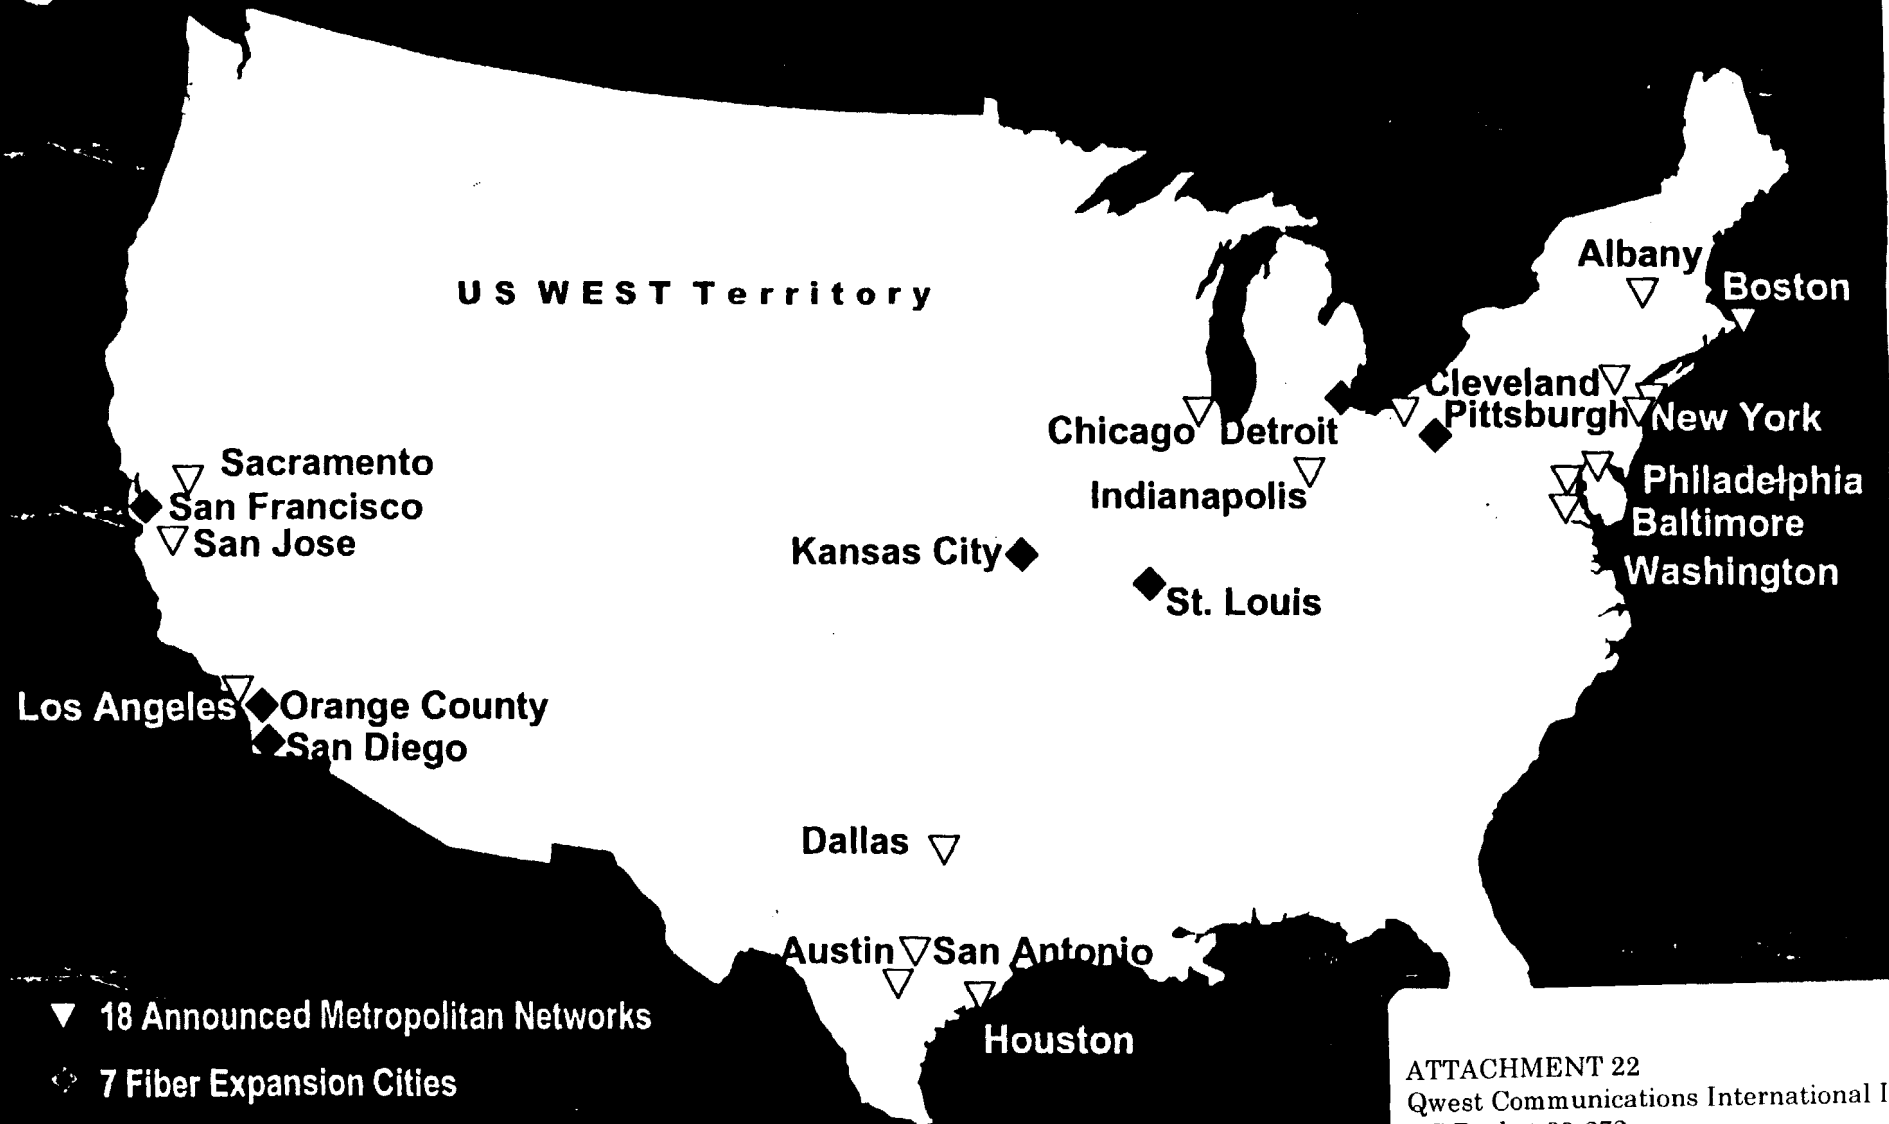 Albany
Boston
US WEST Territory
Cleveland
Pittsburgh
New York
Chicago
Detroit
Sacramento
Philadelphia
Indianapolis
San Francisco
Baltimore
San Jose
Kansas City
Washington
St. Louis
Los Angeles
Orange County
San Diego
Dallas
Austin
San Antonio
18 Announced Metropolitan Networks
Houston
7 Fiber Expansion Cities
ATTACHMENT 22
Qwest Communications International